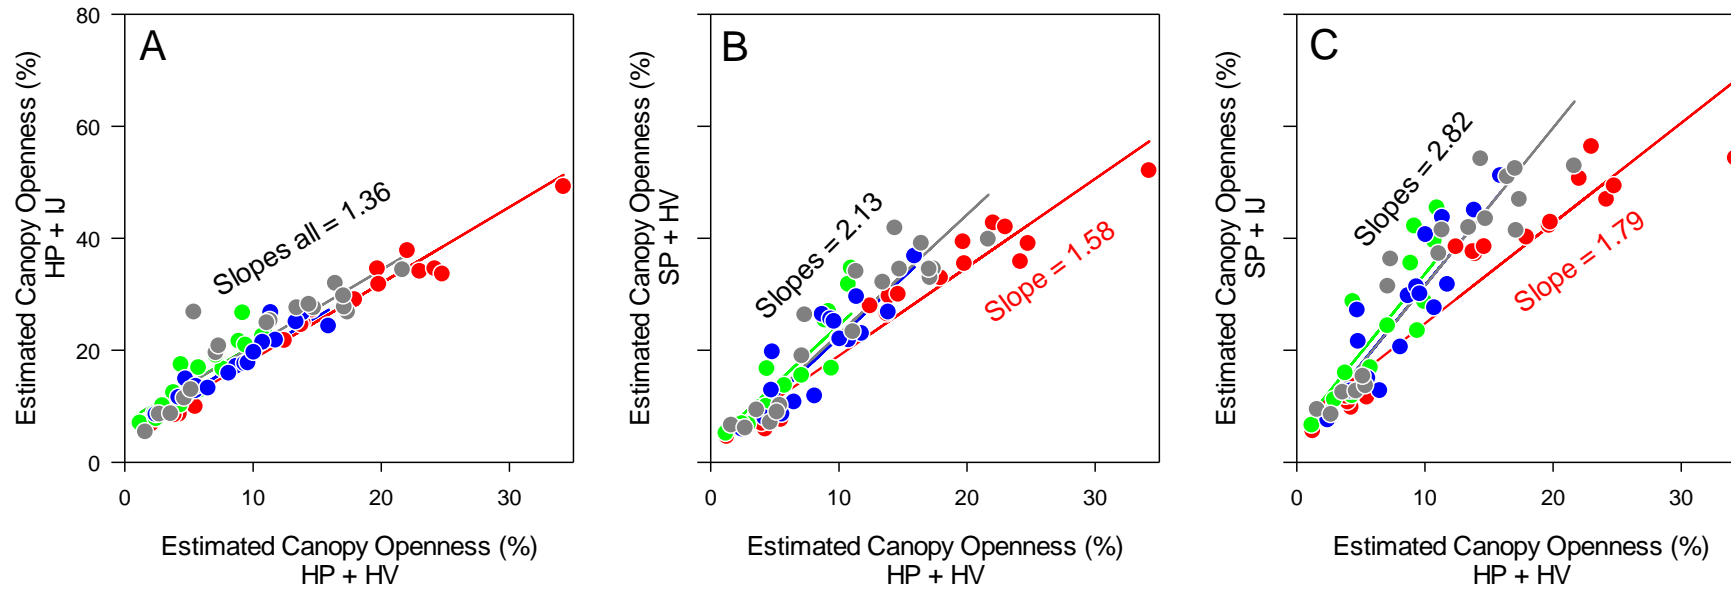 A
80
60
40
20
0
Estimated Canopy Openness (%)
HP + IJ
Slopes all = 1.36
0 10 20 30
Estimated Canopy Openness (%)
HP + HV
B
Estimated Canopy Openness (%)
SP + HV
Slopes = 2.13
Slope = 1.58
0 10 20 30
Estimated Canopy Openness (%)
HP + HV
C
Estimated Canopy Openness (%)
SP + IJ
Slopes = 2.82
Slope = 1.79
0 10 20 30
Estimated Canopy Openness (%)
HP + HV